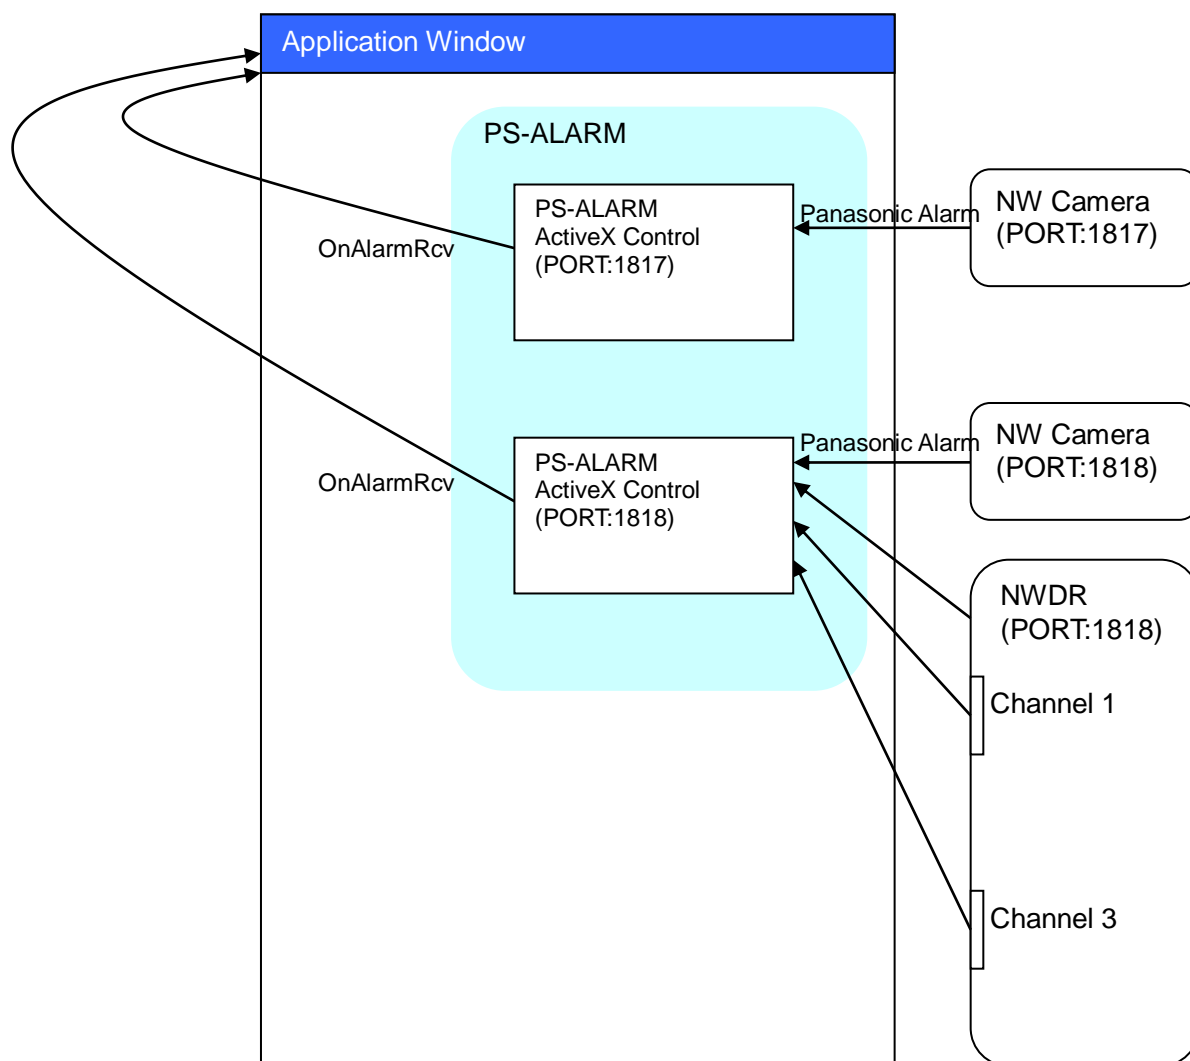 Application Window
PS-ALARM
PS-ALARM
ActiveX Control
(PORT:1817)
OnAlarmRcv
Panasonic Alarm
NW Camera
(PORT:1817)
PS-ALARM
ActiveX Control
(PORT:1818)
OnAlarmRcv
Panasonic Alarm
NW Camera
(PORT:1818)
NWDR
(PORT:1818)
Channel 1
Channel 3